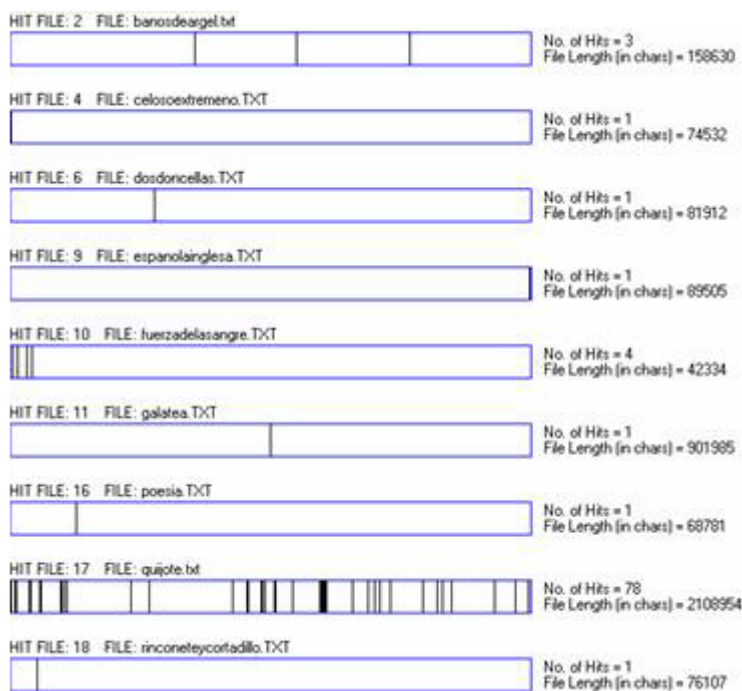 HIT FILE: 2 FILE: banosdeargel.txt
No. of Hits = 3
File Length (in chars) = 158630
HIT FILE: 4 FILE: celosoextremeno.TXT
No. of Hits = 1
File Length (in chars) = 74532
HIT FILE: 6 FILE: dosdoncellas.TXT
No. of Hits = 1
File Length (in chars) = 81912
HIT FILE: 9 FILE: espanolainglesa.TXT
No. of Hits = 1
File Length (in chars) = 89505
HIT FILE: 10 FILE: fuerzadelasangre.TXT
No. of Hits = 4
File Length (in chars) = 42334
HIT FILE: 11 FILE: galatea.TXT
No. of Hits = 1
File Length (in chars) = 901985
HIT FILE: 16 FILE: poesia.TXT
No. of Hits = 1
File Length (in chars) = 68781
HIT FILE: 17 FILE: quijote.txt
No. of Hits = 78
File Length (in chars) = 2108954
HIT FILE: 18 FILE: rinconeteycortadillo.TXT
No. of Hits = 1
File Length (in chars) = 76107